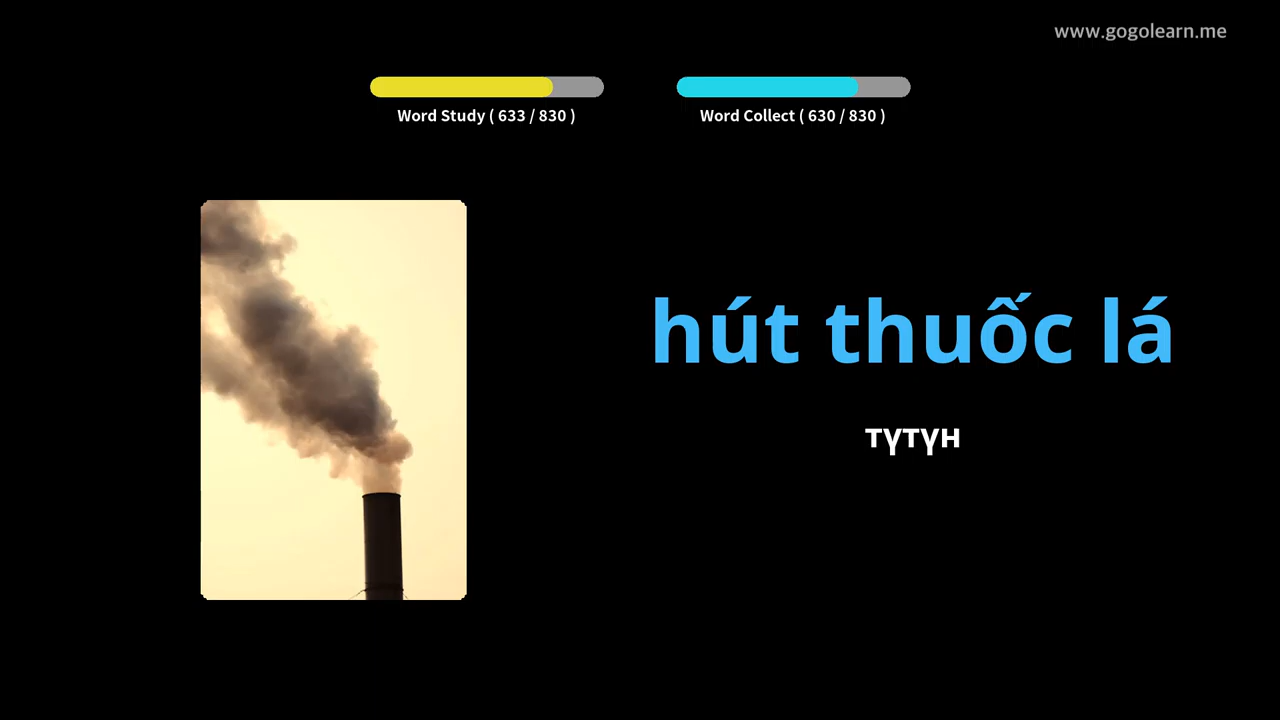 www.gogolearn.me
Word Study ( 633 / 830 )
Word Collect ( 630 / 830 )
hút thuốc lá
түтүн